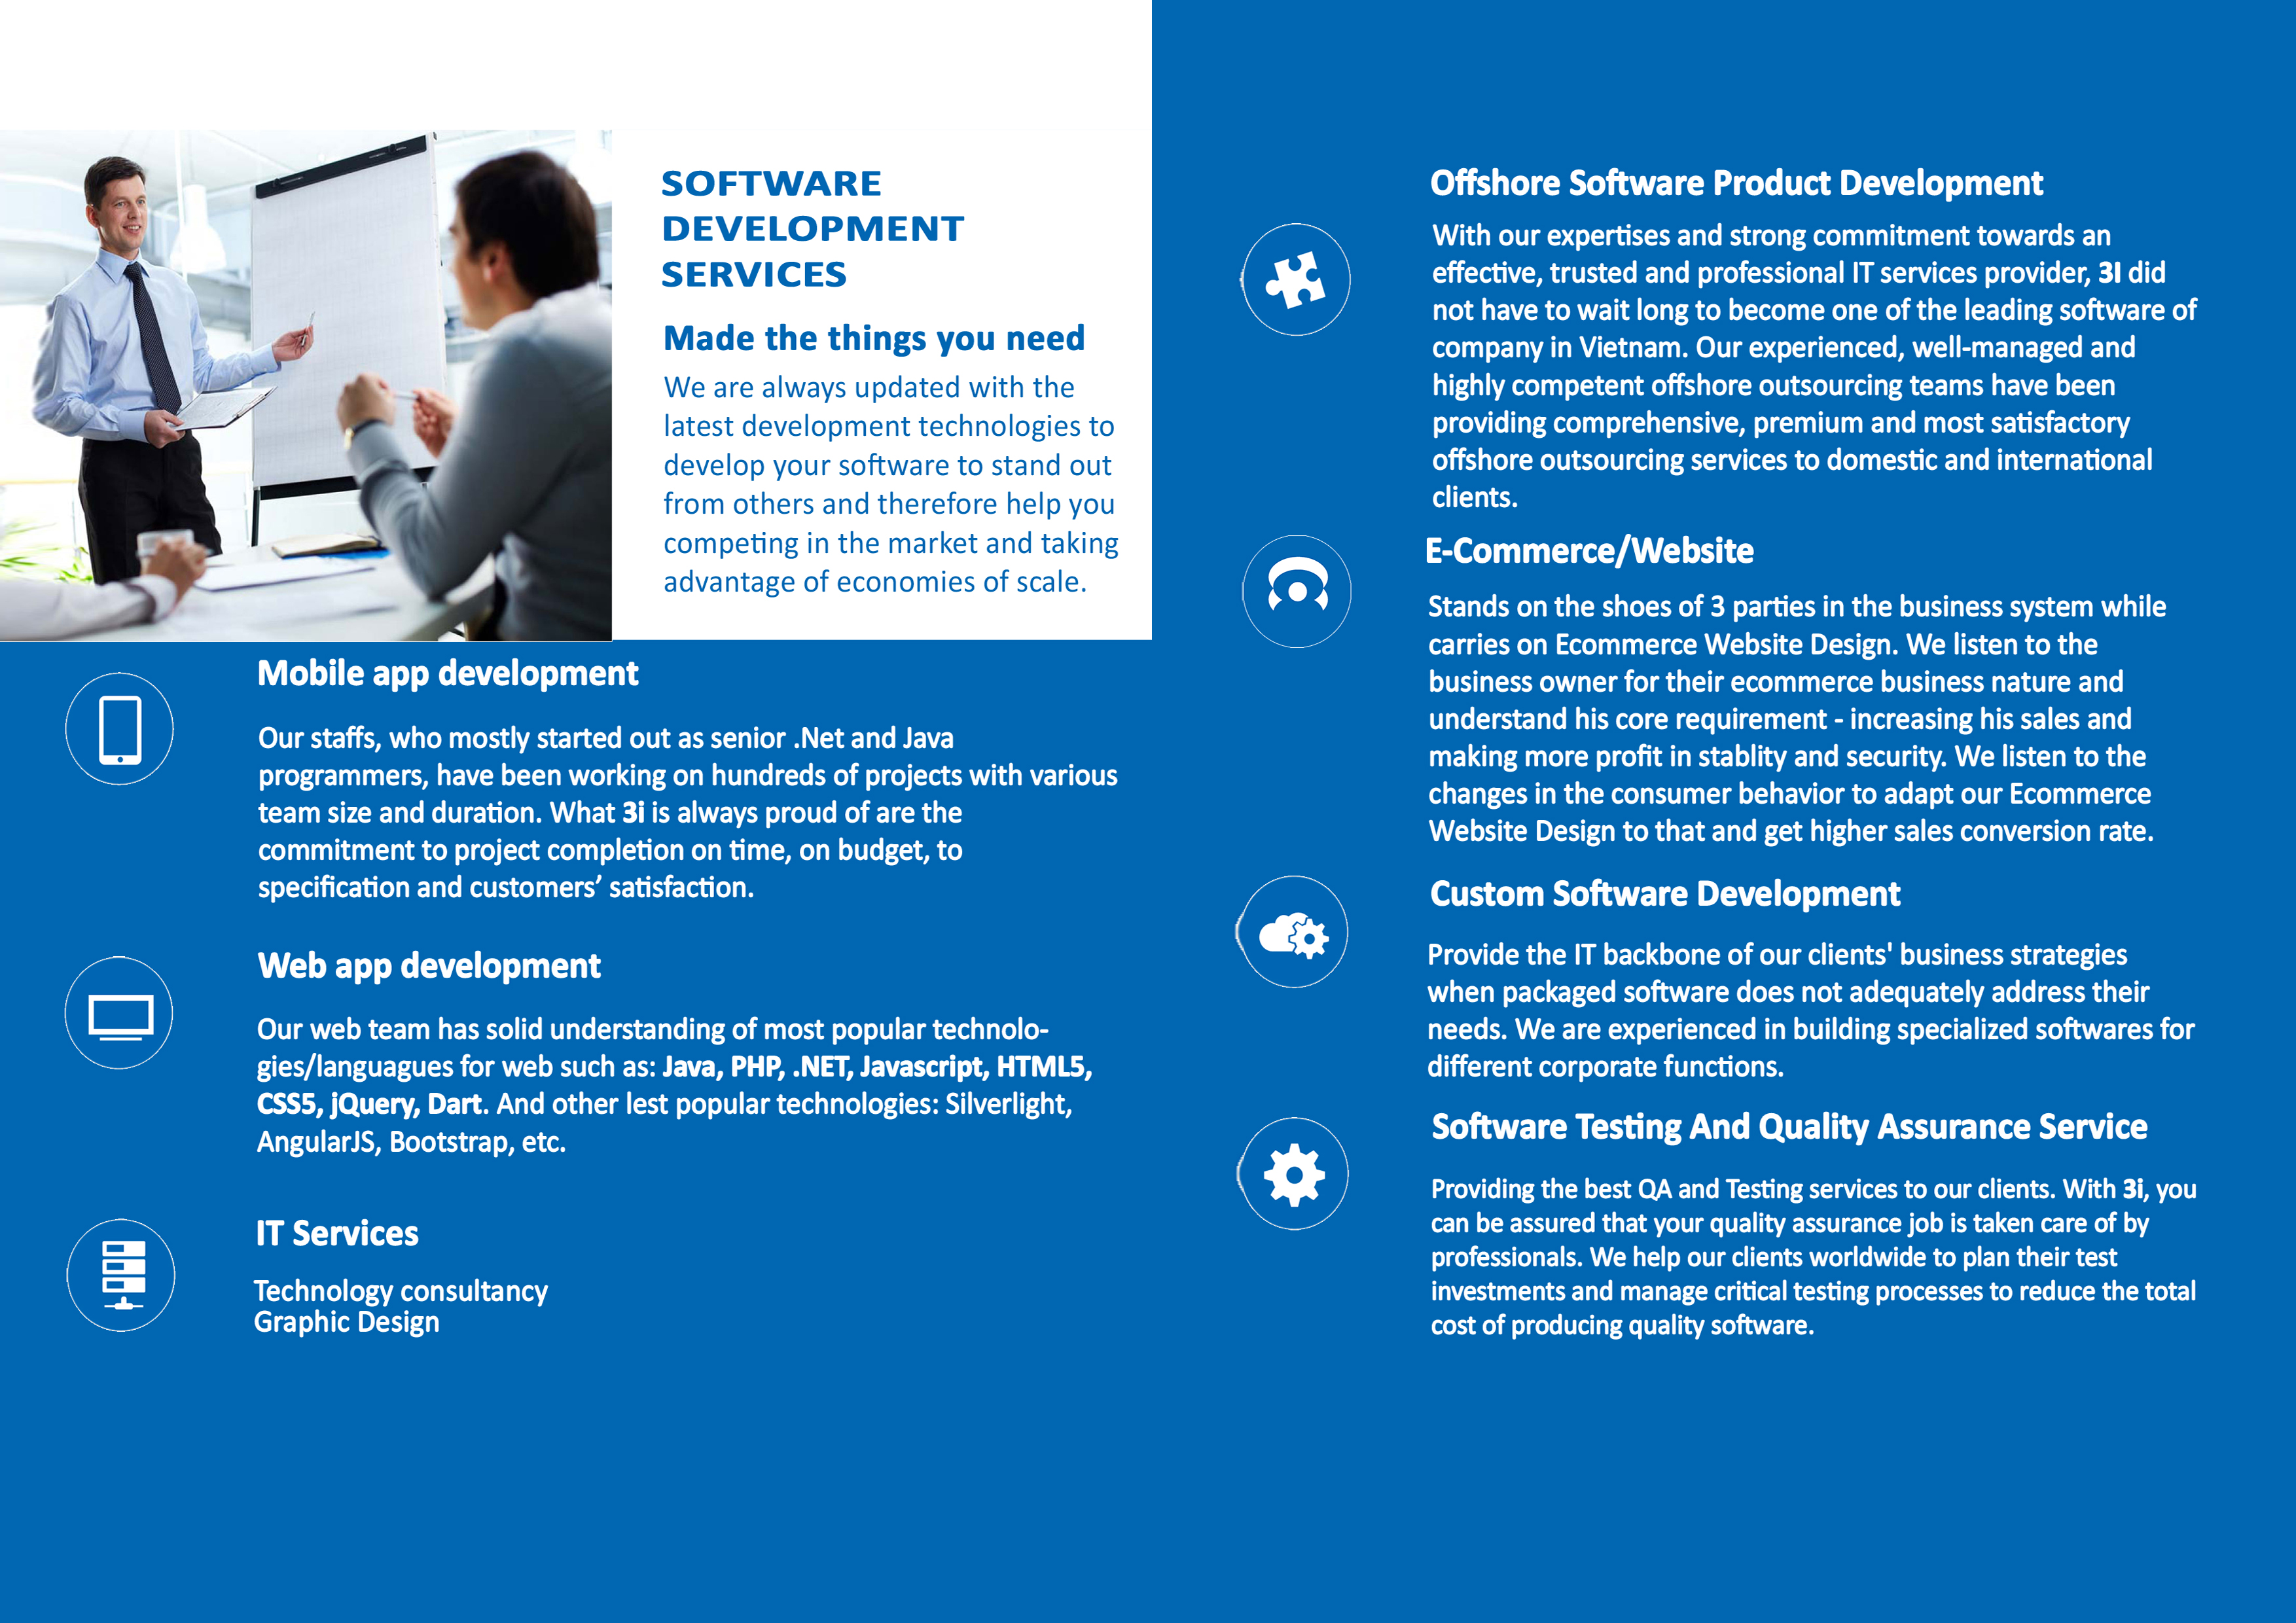 SOFTWARE
DEVELOPMENT
SERVICES
Made the things you need
We are always updated with the
latest development technologies to
develop your software to stand out
from others and therefore help you
competing in the market and taking
advantage of economies of scale.
Mobile app development
Our staffs, who mostly started out as senior .Net and Java
programmers, have been working on hundreds of projects with various
team size and duration. What 3i is always proud of are the
commitment to project completion on time, on budget, to
specification and customers’ satisfaction.
Web app development
Our web team has solid understanding of most popular technolo-
gies/languagues for web such as: Java, PHP, .NET, Javascript, HTML5,
CSS5, jQuery, Dart. And other lest popular technologies: Silverlight,
AngularJS, Bootstrap, etc.
IT Services
Technology consultancy
Graphic Design
Offshore Software Product Development
With our expertises and strong commitment towards an
effective, trusted and professional IT services provider, 3I did
not have to wait long to become one of the leading software of
company in Vietnam. Our experienced, well-managed and
highly competent offshore outsourcing teams have been
providing comprehensive, premium and most satisfactory
offshore outsourcing services to domestic and international
clients.
E-Commerce/Website
Stands on the shoes of 3 parties in the business system while
carries on Ecommerce Website Design. We listen to the
business owner for their ecommerce business nature and
understand his core requirement - increasing his sales and
making more profit in stablity and security. We listen to the
changes in the consumer behavior to adapt our Ecommerce
Website Design to that and get higher sales conversion rate.
Custom Software Development
Provide the IT backbone of our clients' business strategies
when packaged software does not adequately address their
needs. We are experienced in building specialized softwares for
different corporate functions.
Software Testing And Quality Assurance Service
Providing the best QA and Testing services to our clients. With 3i, you
can be assured that your quality assurance job is taken care of by
professionals. We help our clients worldwide to plan their test
investments and manage critical testing processes to reduce the total
cost of producing quality software.